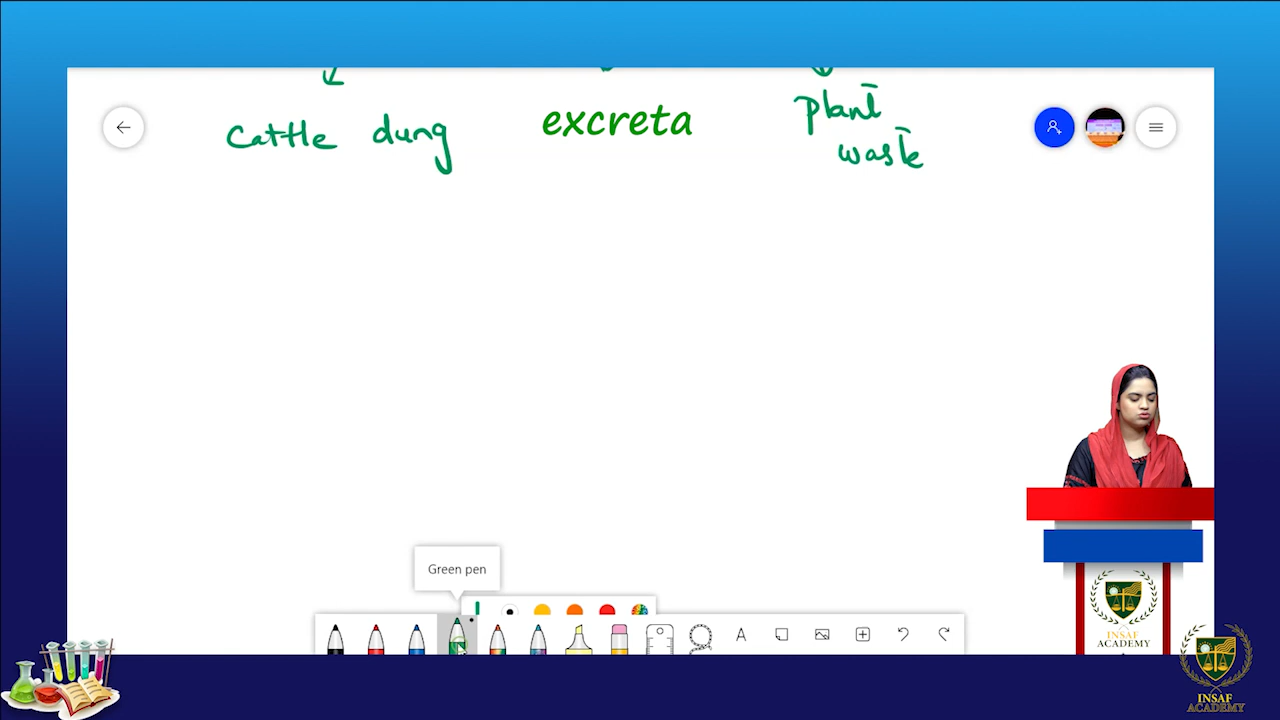 cattle dung
excreta
plant
waste
Green pen
A
INSAF
ACADEMY
INSAF
ACADEMY